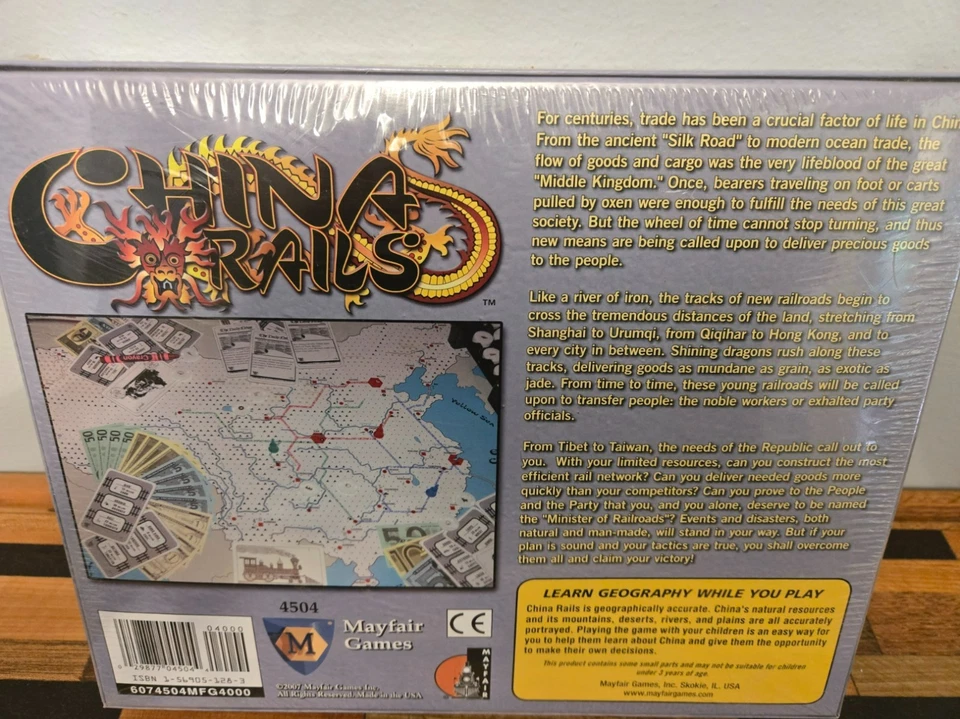 CHINA
RAILS
™
For centuries, trade has been a crucial factor of life in Chin
From the ancient "Silk Road" to modern ocean trade, the
flow of goods and cargo was the very lifeblood of the great
"Middle Kingdom." Once, bearers traveling on foot or carts
pulled by oxen were enough to fulfill the needs of this great
society. But the wheel of time cannot stop turning, and thus
new means are being called upon to deliver precious goods
to the people.
Like a river of iron, the tracks of new railroads begin to
cross the tremendous distances of the land, stretching from
Shanghai to Urumqi, from Qiqihar to Hong Kong, and to
every city in between. Shining dragons rush along these
tracks, delivering goods as mundane as grain, as exotic as
jade. From time to time, these young railroads will be called
upon to transfer people: the noble workers or exhalted party
officials.
From Tibet to Taiwan, the needs of the Republic call out to
you. With your limited resources, can you construct the most
efficient rail network? Can you deliver needed goods more
quickly than your competitors? Can you prove to the People
and the Party that you, and you alone, deserve to be named
the "Minister of Railroads"? Events and disasters, both
natural and man-made, will stand in your way. But if your
plan is sound and your tactics are true, you shall overcome
them all and claim your victory!
Crayon
Yellow Sea
50
50
50
50
50
4504
04000
29877 04504
ISBN 1-56905-128-3
6074504MFG4000
M
Mayfair
Games
CE
MAYFAIR
©2007 Mayfair Games Inc.
All Rights Reserved. Made in the USA
LEARN GEOGRAPHY WHILE YOU PLAY
China Rails is geographically accurate. China's natural resources
and its mountains, deserts, rivers, and plains are all accurately
portrayed. Playing the game with your children is an easy way for
you to help them learn about China and give them the opportunity
to make their own decisions.
This product contains some small parts and may not be suitable for children
under 3 years of age.
Mayfair Games, Inc. Skokie, IL. USA
www.mayfairgames.com